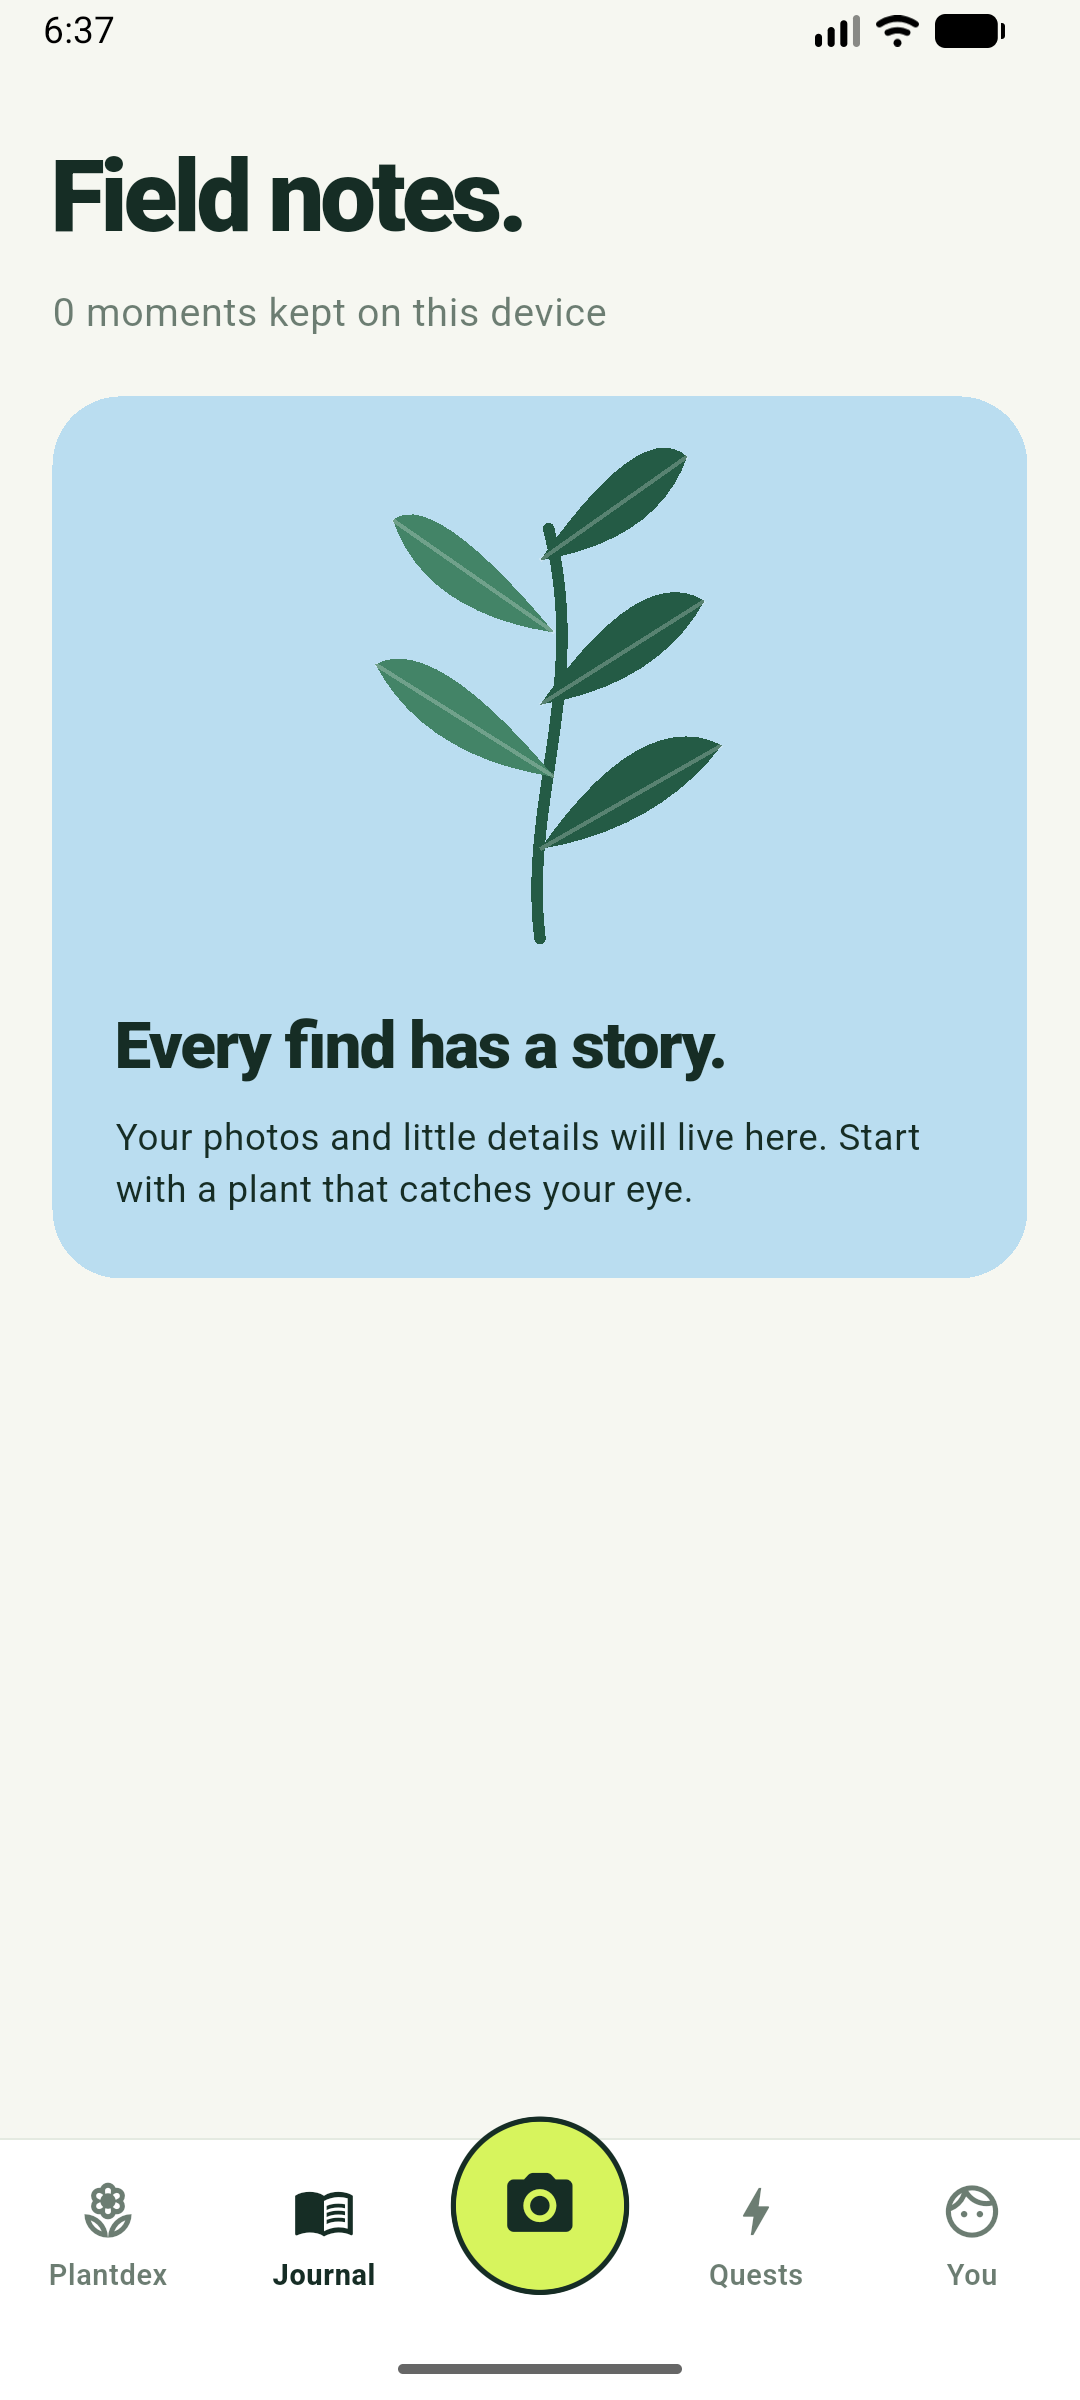 6:37
Field notes.
0 moments kept on this device
Every find has a story.
Your photos and little details will live here. Start
with a plant that catches your eye.
Plantdex
Journal
Quests
You